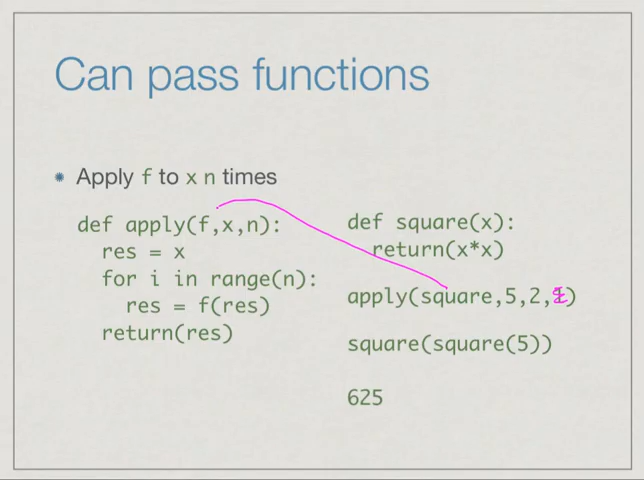 Can pass functions
Apply f to x n times
def apply(f,x,n):
res = x
for i in range(n):
res = f(res)
return(res)
def square(x):
return(x*x)
apply(square,5,2, )
square(square(5))
625